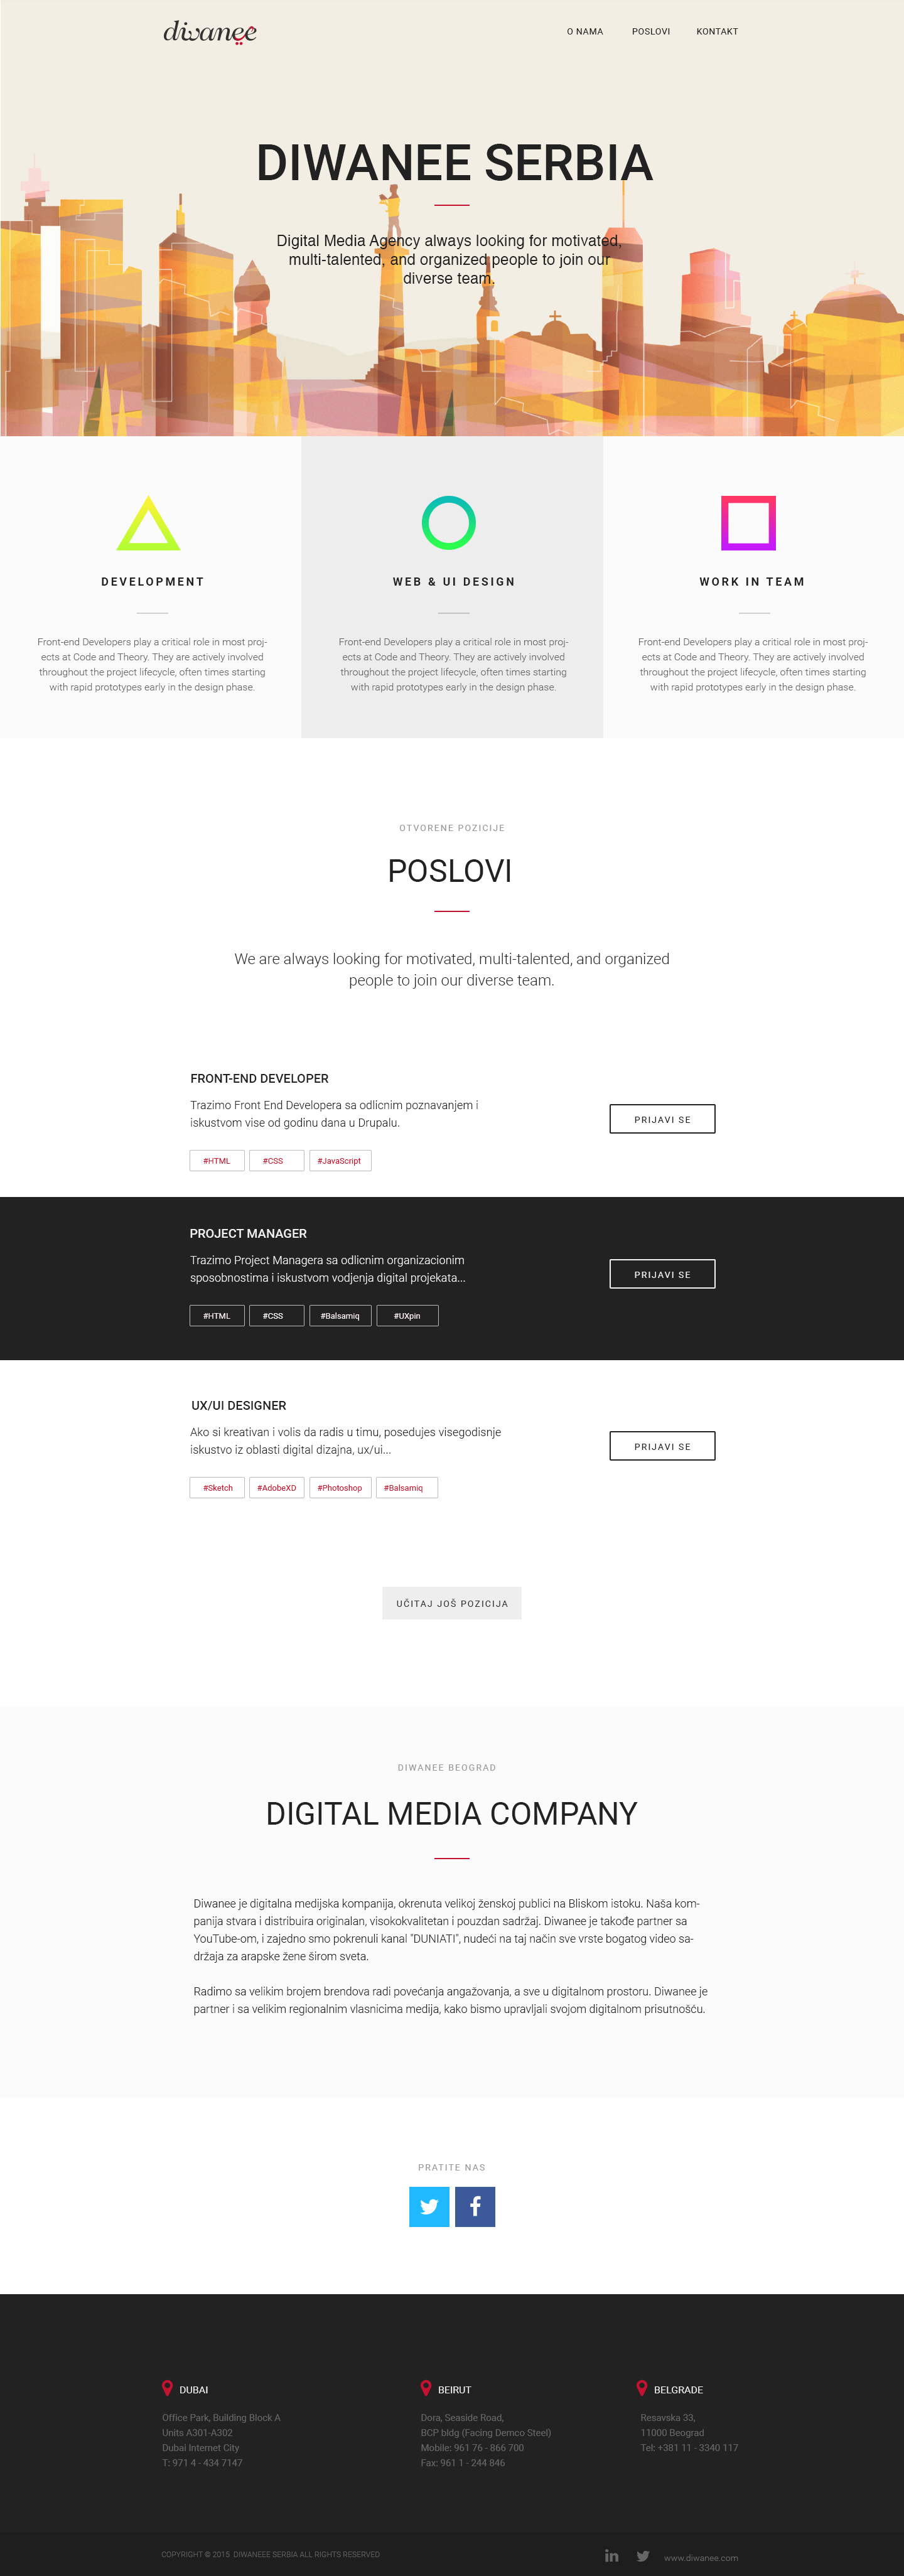 diwanee
O NAMA
POSLOVI
KONTAKT
DIWANEE SERBIA
Digital Media Agency always looking for motivated,
multi-talented, and organized people to join our
diverse team.
DEVELOPMENT
Front-end Developers play a critical role in most proj-
ects at Code and Theory. They are actively involved
throughout the project lifecycle, often times starting
with rapid prototypes early in the design phase.
WEB & UI DESIGN
Front-end Developers play a critical role in most proj-
ects at Code and Theory. They are actively involved
throughout the project lifecycle, often times starting
with rapid prototypes early in the design phase.
WORK IN TEAM
Front-end Developers play a critical role in most proj-
ects at Code and Theory. They are actively involved
throughout the project lifecycle, often times starting
with rapid prototypes early in the design phase.
OTVORENE POZICIJE
POSLOVI
We are always looking for motivated, multi-talented, and organized
people to join our diverse team.
FRONT-END DEVELOPER
Trazimo Front End Developera sa odlicnim poznavanjem i
iskustvom vise od godinu dana u Drupalu.
PRIJAVI SE
#HTML
#CSS
#JavaScript
PROJECT MANAGER
Trazimo Project Managera sa odlicnim organizacionim
sposobnostima i iskustvom vodjenja digital projekata...
PRIJAVI SE
#HTML
#CSS
#Balsamiq
#UXpin
UX/UI DESIGNER
Ako si kreativan i volis da radis u timu, posedujes visegodisnje
iskustvo iz oblasti digital dizajna, ux/ui...
PRIJAVI SE
#Sketch
#AdobeXD
#Photoshop
#Balsamiq
UČITAJ JOŠ POZICIJA
DIWANEE BEOGRAD
DIGITAL MEDIA COMPANY
Diwanee je digitalna medijska kompanija, okrenuta velikoj ženskoj publici na Bliskom istoku. Naša kom-
panija stvara i distribuira originalan, visokokvalitetan i pouzdan sadržaj. Diwanee je takođe partner sa
YouTube-om, i zajedno smo pokrenuli kanal "DUNIATI", nudeći na taj način sve vrste bogatog video sa-
držaja za arapske žene širom sveta.
Radimo sa velikim brojem brendova radi povećanja angažovanja, a sve u digitalnom prostoru. Diwanee je
partner i sa velikim regionalnim vlasnicima medija, kako bismo upravljali svojom digitalnom prisutnošću.
PRATITE NAS
DUBAI
Office Park, Building Block A
Units A301-A302
Dubai Internet City
T: 971 4 - 434 7147
BEIRUT
Dora, Seaside Road,
BCP bldg (Facing Demco Steel)
Mobile: 961 76 - 866 700
Fax: 961 1 - 244 846
BELGRADE
Resavska 33,
11000 Beograd
Tel: +381 11 - 3340 117
COPYRIGHT © 2015 DIWANEEE SERBIA ALL RIGHTS RESERVED
www.diwanee.com